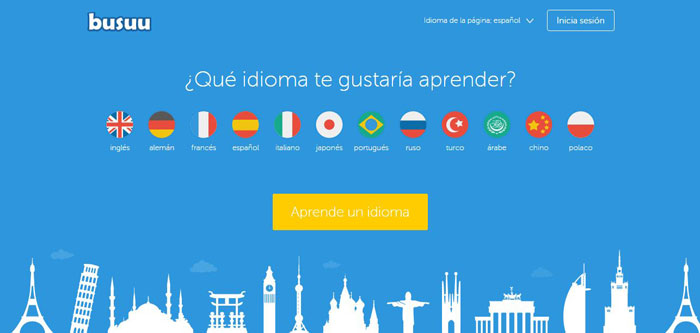 busuu
Idioma de la página: español
Inicia sesión
¿Qué idioma te gustaría aprender?
inglés alemán francés español italiano japonés portugués ruso turco árabe chino polaco
Aprende un idioma